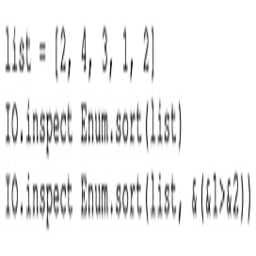 list = [2, 4, 3, 1, 2]
IO.inspect Enum.sort(list)
IO.inspect Enum.sort(list, &(&1>&2))